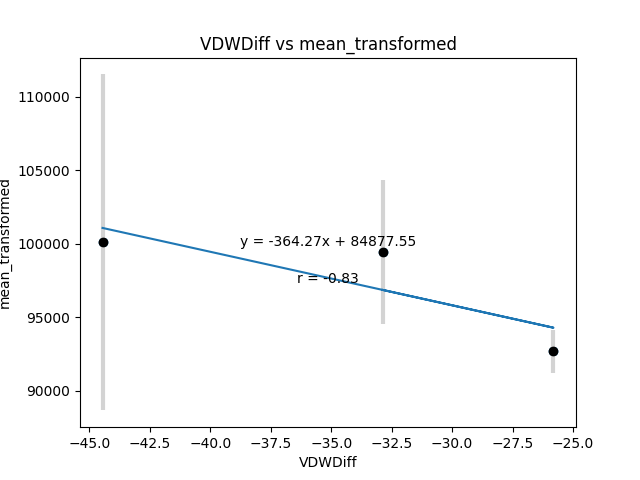 VDWDiff vs mean_transformed
mean_transformed
110000
105000
100000
95000
90000
y = -364.27x + 84877.55
r = -0.83
−45.0 −42.5 −40.0 −37.5 −35.0 −32.5 −30.0 −27.5 −25.0
VDWDiff